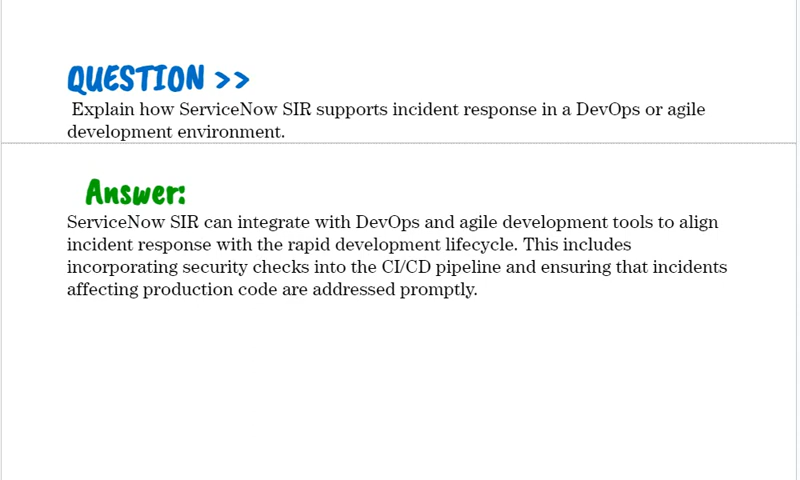 QUESTION >>
Explain how ServiceNow SIR supports incident response in a DevOps or agile
development environment.
Answer:
ServiceNow SIR can integrate with DevOps and agile development tools to align
incident response with the rapid development lifecycle. This includes
incorporating security checks into the CI/CD pipeline and ensuring that incidents
affecting production code are addressed promptly.